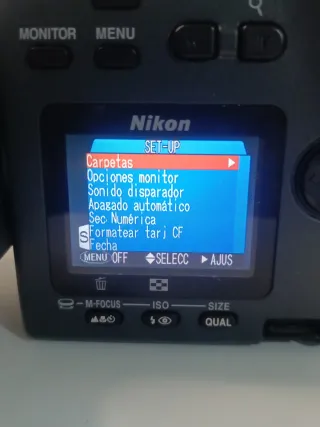 MONITOR MENU
Nikon
SET-UP
Carpetas
Opciones monitor
Sonido disparador
Apagado automático
Sec Numérica
S Formatear tarj CF
Fecha
MENU OFF SELECC AJUS
M-FOCUS ISO SIZE
QUAL